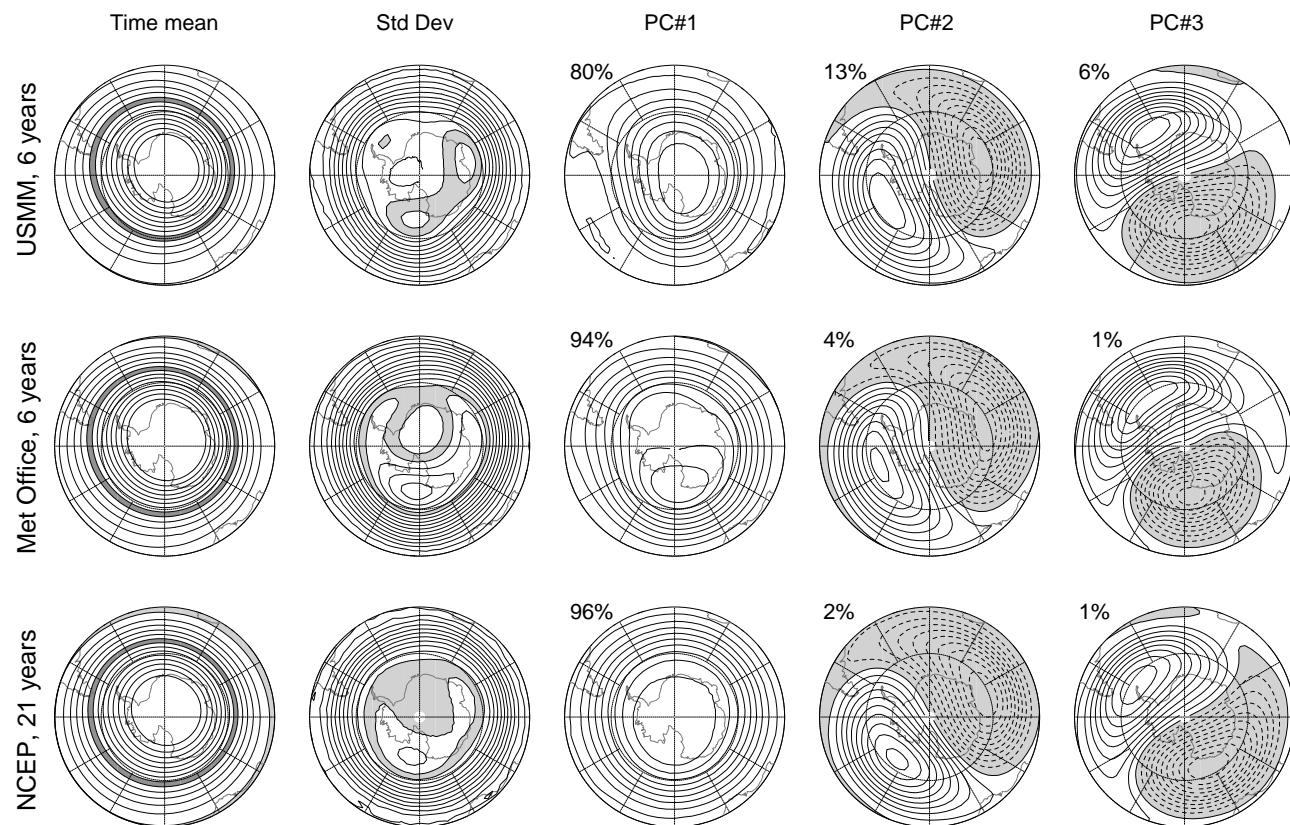 Time mean
Std Dev
PC#1
PC#2
PC#3
USMM, 6 years
80%
13%
6%
Met Office, 6 years
94%
4%
1%
NCEP, 21 years
96%
2%
1%